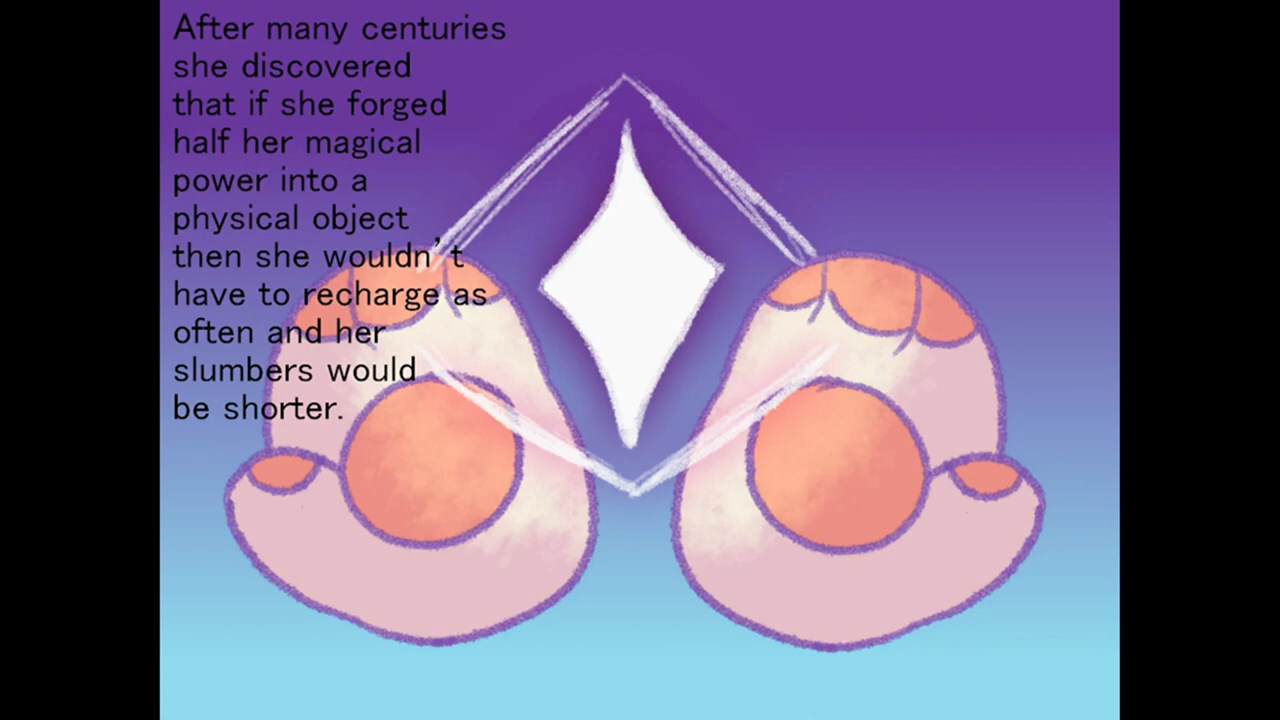 After many centuries
she discovered
that if she forged
half her magical
power into a
physical object
then she wouldn't
have to recharge as
often and her
slumbers would
be shorter.